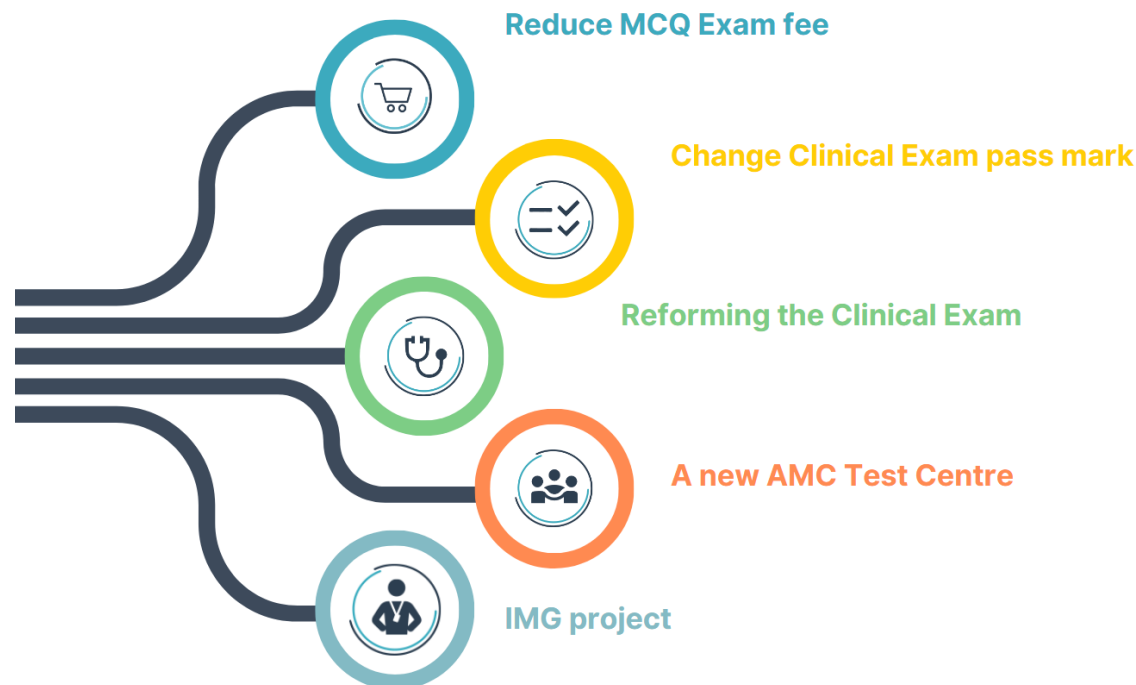 Reduce MCQ Exam fee
Change Clinical Exam pass mark
Reforming the Clinical Exam
A new AMC Test Centre
IMG project